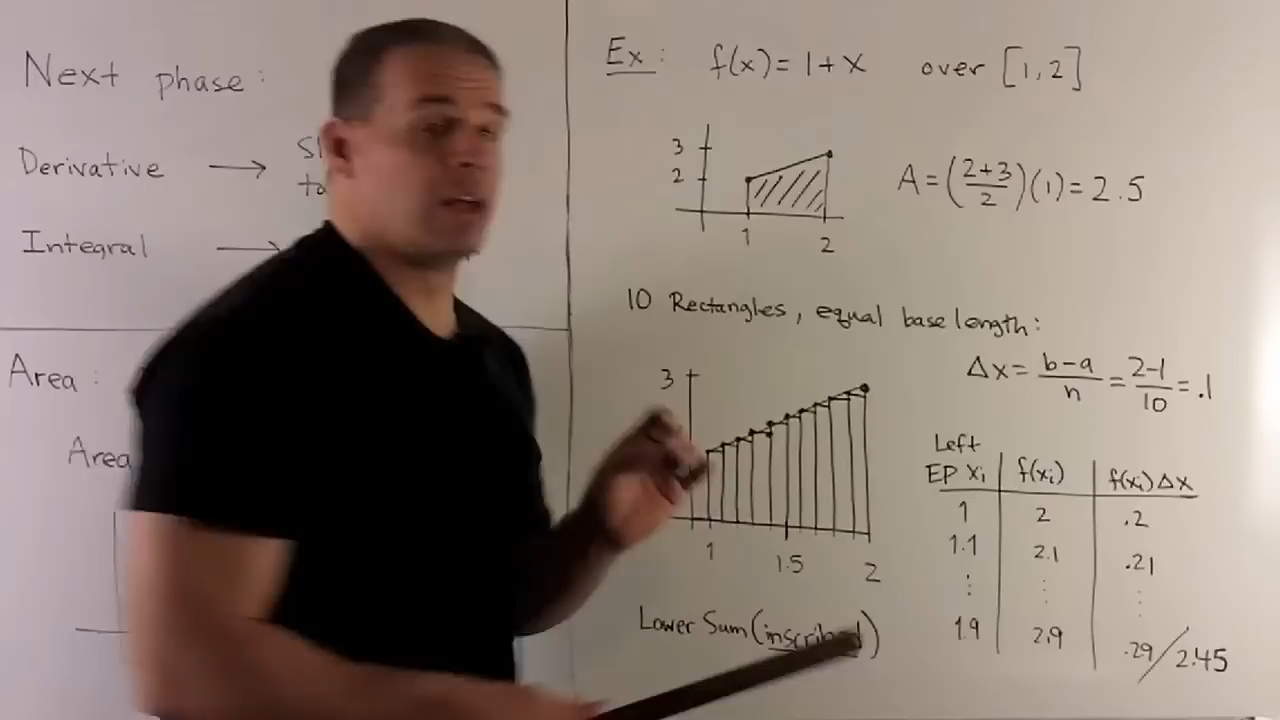 Next phase:
Derivative →
Integral →
Area:
Area
Ex: f(x) = 1 + x over [1, 2]
3
2
1 2
A = (2+3/2)(1) = 2.5
10 Rectangles, equal base length:
Δx = b-a/n = 2-1/10 = .1
3
1 1.5 2
Lower Sum (inscribed)
Left
EP xᵢ f(xᵢ) f(xᵢ)Δx
1 2 .2
1.1 2.1 .21
⋮ ⋮ ⋮
1.9 2.9 .29/2.45